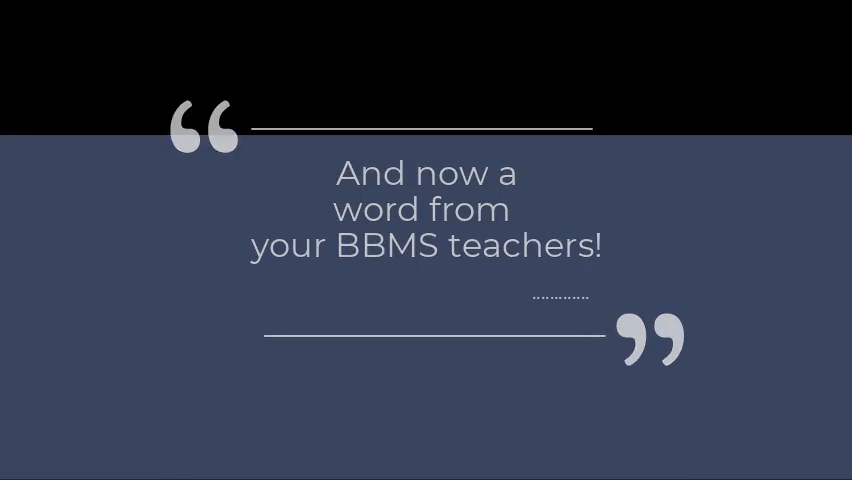 And now a
word from
your BBMS teachers!
.............